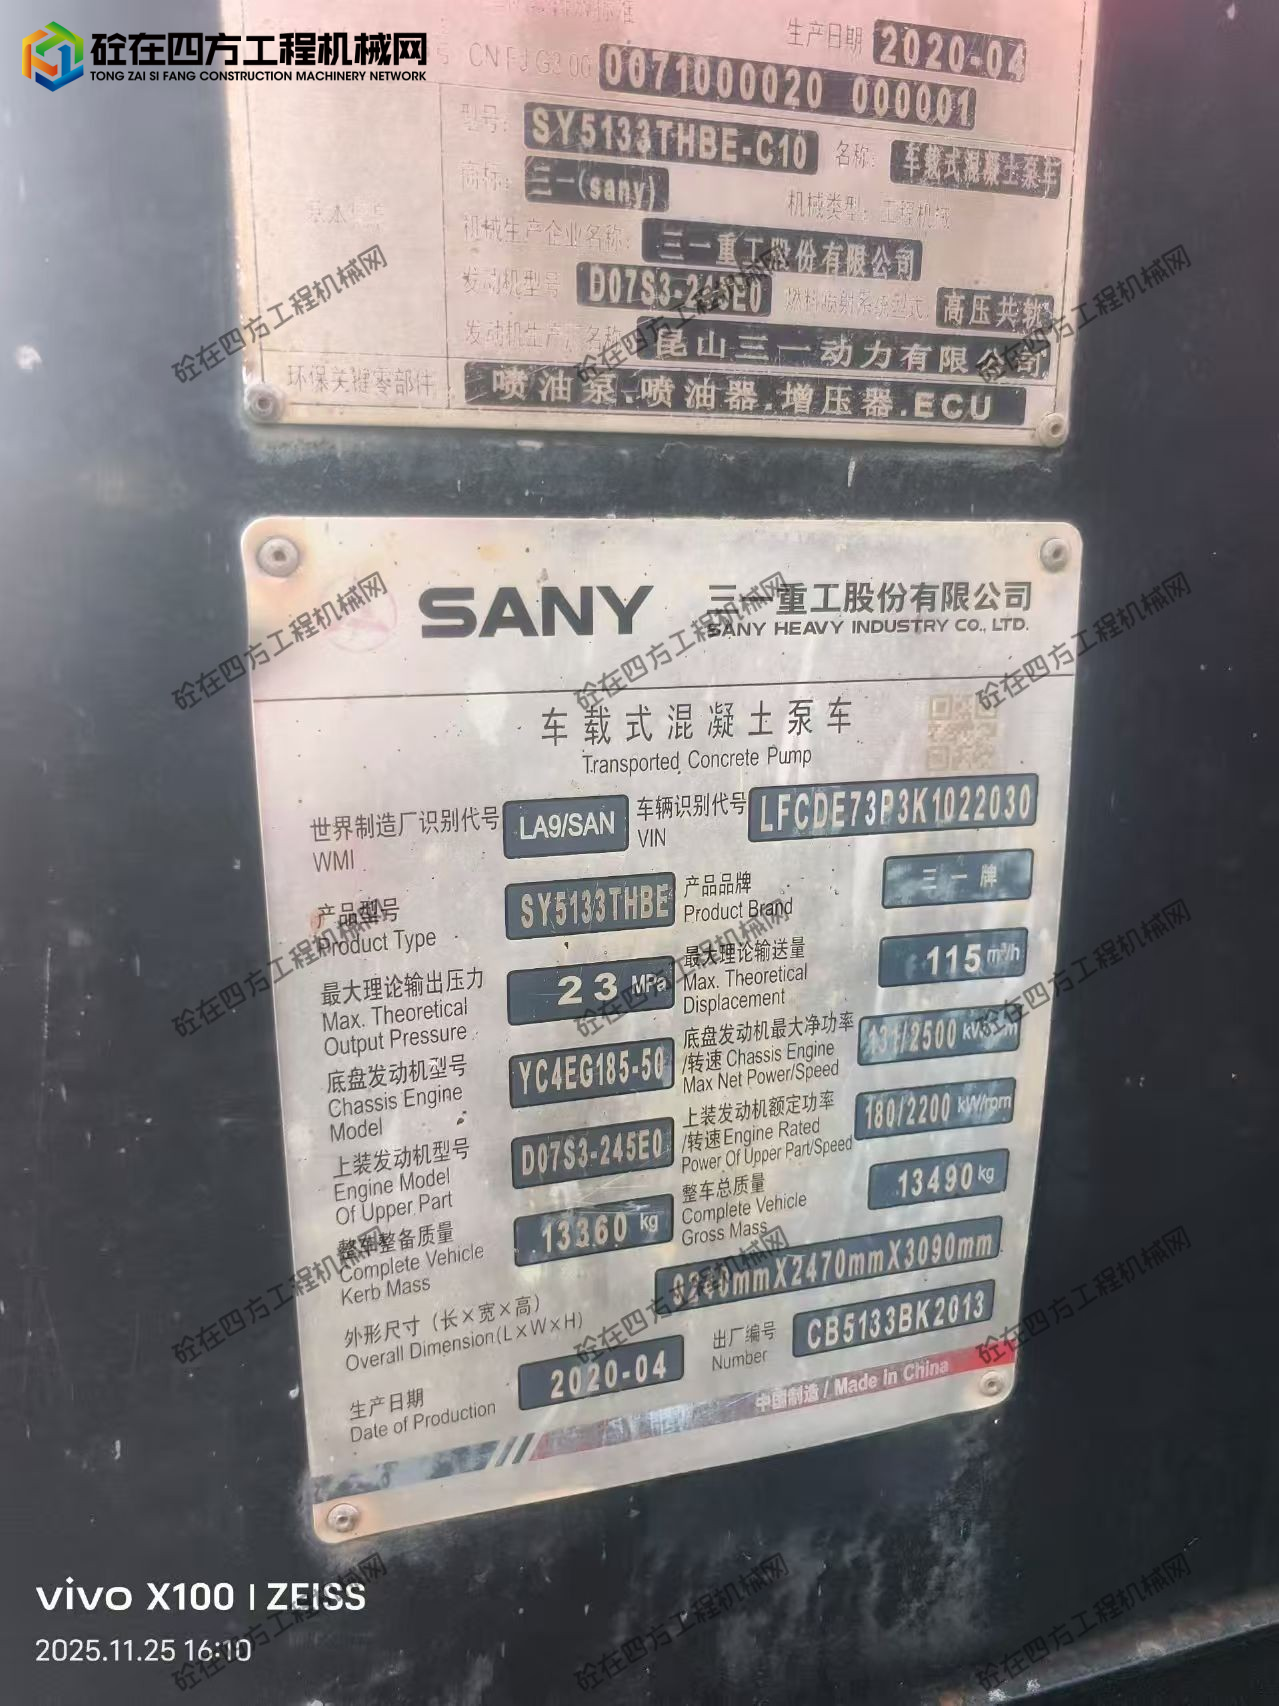 砼在四方工程机械网
TONG ZAI SI FANG CONSTRUCTION MACHINERY NETWORK
生产日期 2020-04
CN FJ G3 00 0071000020 000001
型号: SY5133THBE-C10 名称: 车载式混凝土泵车
商标: 三一(sany) 机械类型: 工程机械
机械生产企业名称: 三一重工股份有限公司
发动机型号 D07S3-245E0 燃料喷射系统型式: 高压共轨
发动机生产厂名称 昆山三一动力有限公司
环保关键零部件 喷油泵.喷油器.增压器.ECU
SANY 三一重工股份有限公司
SANY HEAVY INDUSTRY CO., LTD.
车载式混凝土泵车
Transported Concrete Pump
世界制造厂识别代号 WMI LA9/SAN 车辆识别代号 VIN LFCDE73P3K1022030
产品型号 Product Type SY5133THBE 产品品牌 Product Brand 三一牌
最大理论输出压力 Max. Theoretical Output Pressure 23 MPa 最大理论输送量 Max. Theoretical Displacement 115 m³/h
底盘发动机型号 Chassis Engine Model YC4EG185-50 底盘发动机最大净功率/转速 Chassis Engine Max Net Power/Speed 131/2500
上装发动机型号 Engine Model Of Upper Part D07S3-245E0 上装发动机额定功率/转速 Engine Rated Power Of Upper Part/Speed 180/2200 kW/rpm
整车整备质量 Complete Vehicle Kerb Mass 13360 kg 整车总质量 Complete Vehicle Gross Mass 13490 kg
外形尺寸 (长×宽×高) Overall Dimension(L×W×H) mmX2470mmX3090mm
生产日期 Date of Production 2020-04 出厂编号 Number CB5133BK2013
中国制造 / Made in China
vivo X100 | ZEISS
2025.11.25 16:10